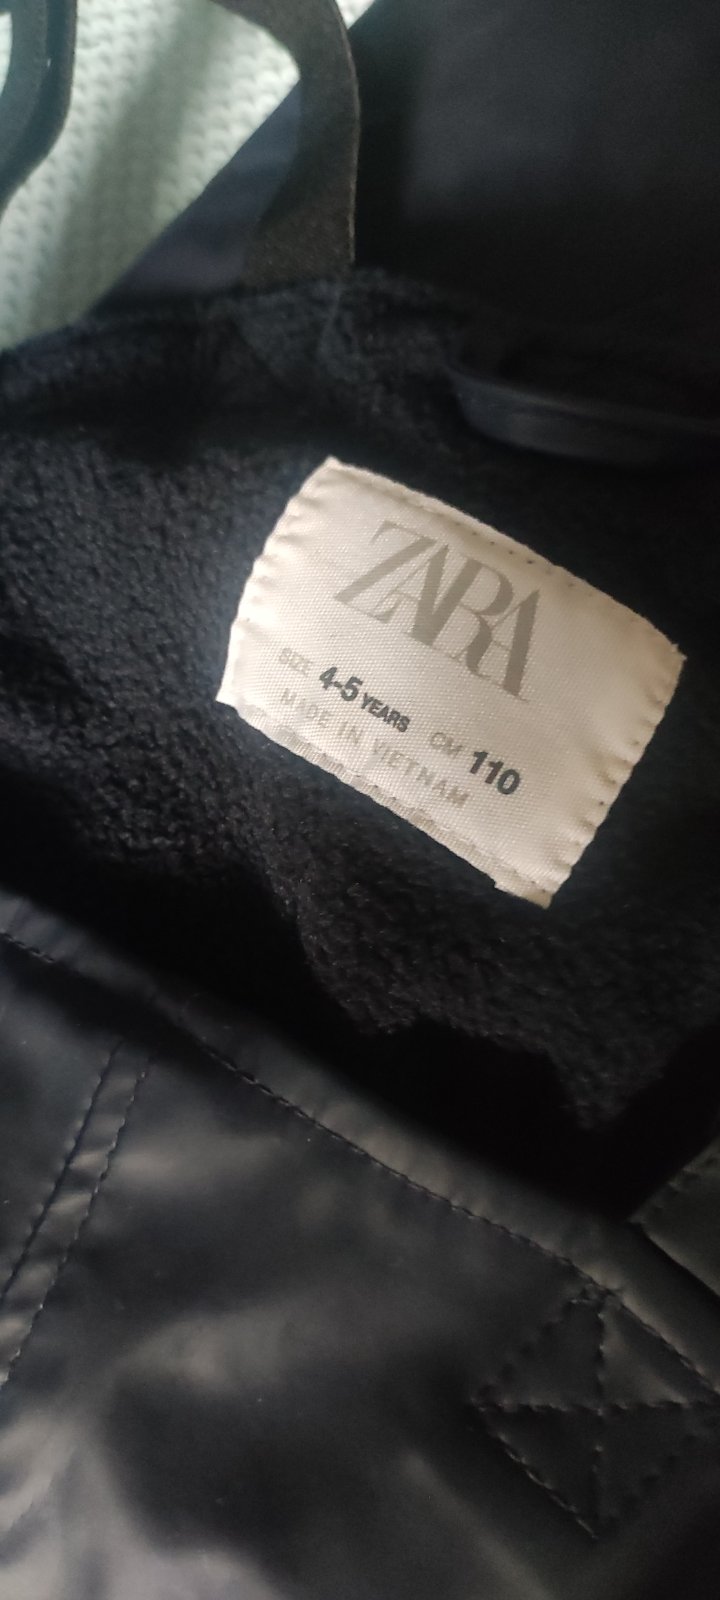 ZARA
SIZE 4-5 YEARS CM 110
MADE IN VIETNAM